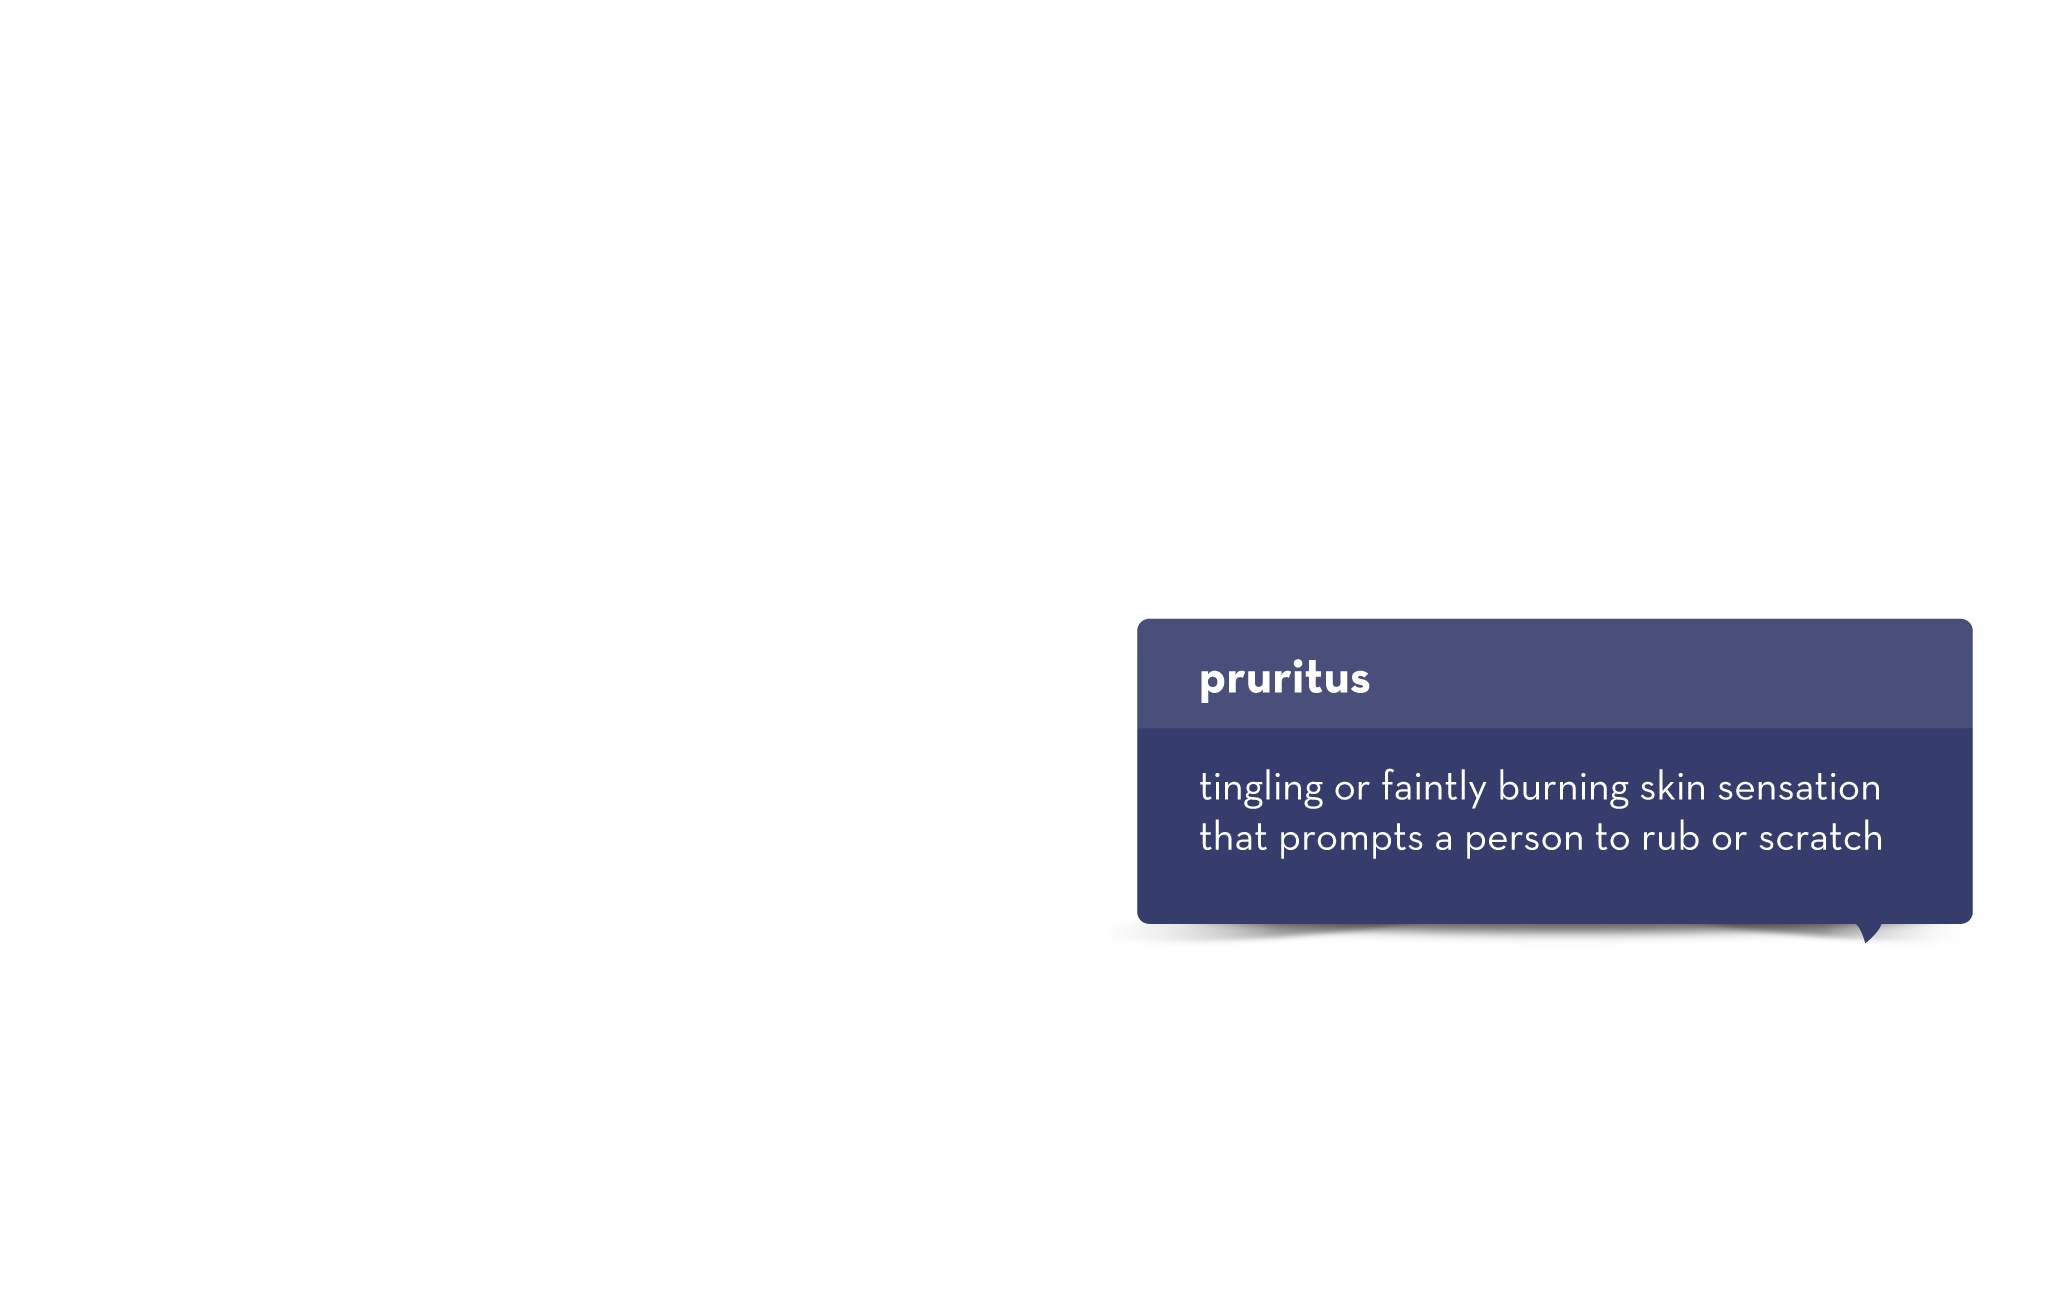 pruritus
tingling or faintly burning skin sensation
that prompts a person to rub or scratch